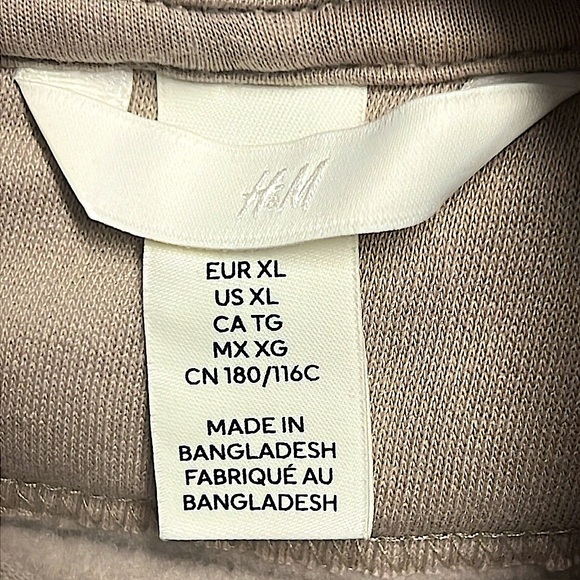 H&M
EUR XL
US XL
CA TG
MX XG
CN 180/116C
MADE IN
BANGLADESH
FABRIQUÉ AU
BANGLADESH